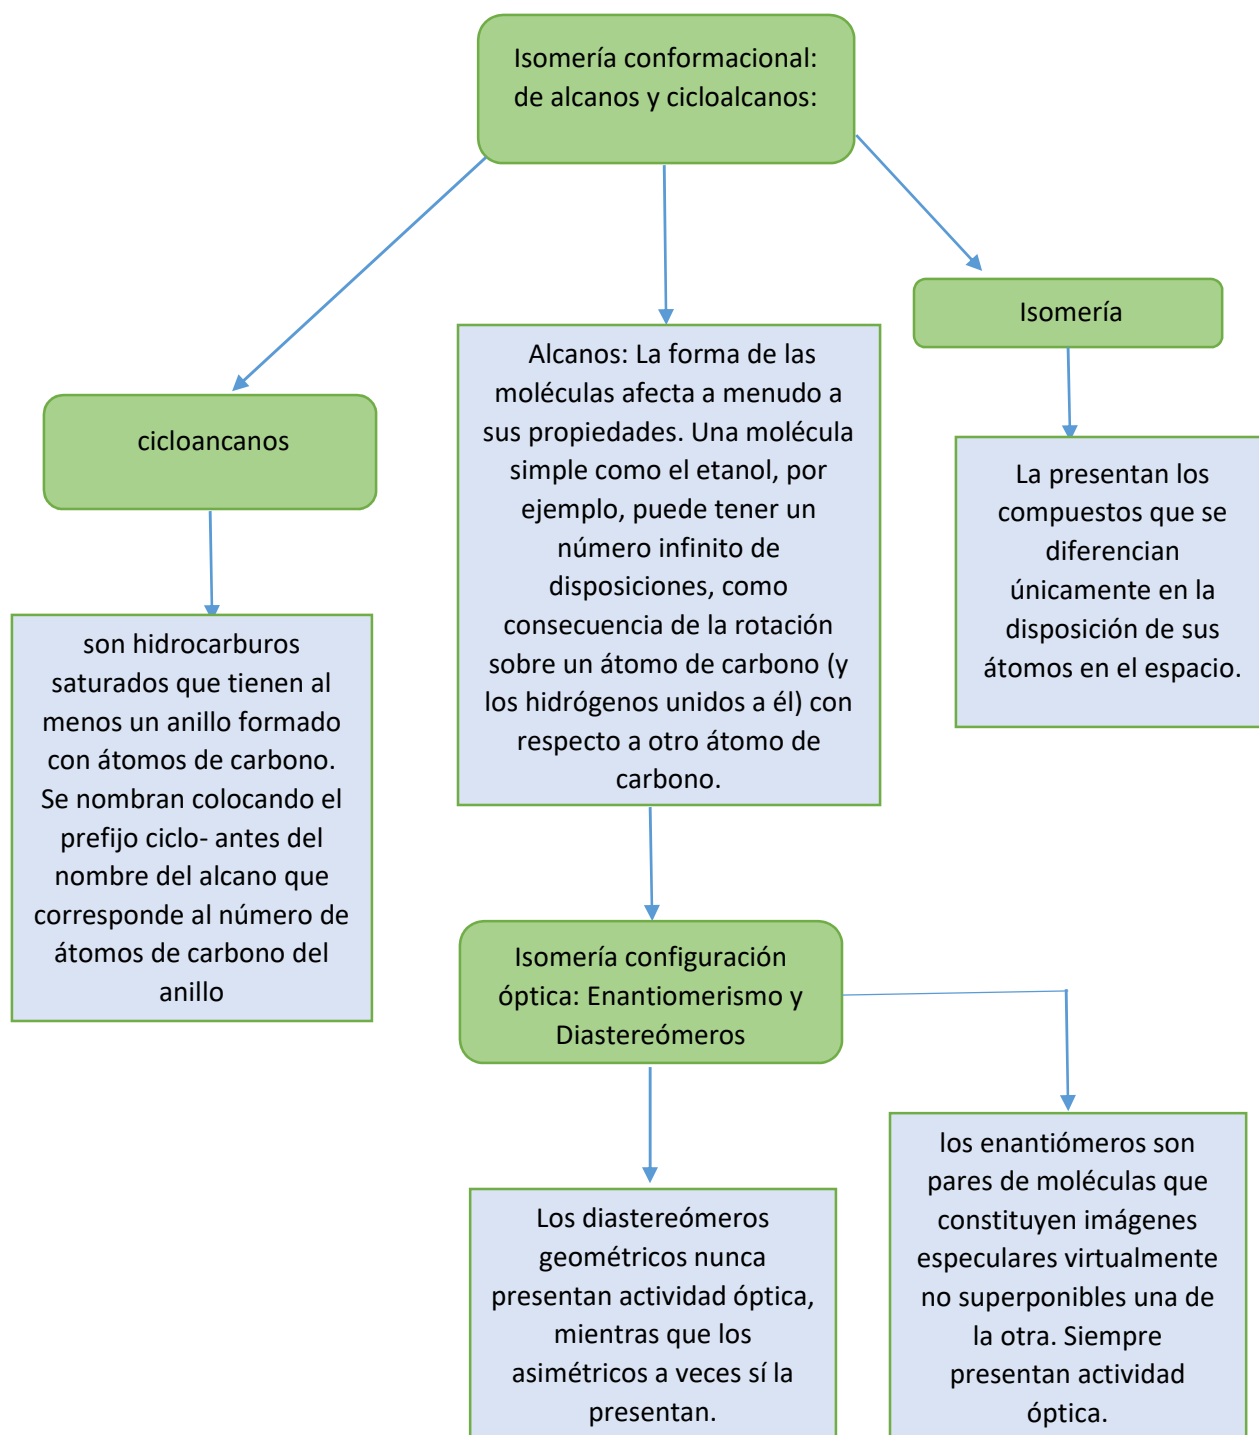 Isomería conformacional:
de alcanos y cicloalcanos:
cicloancanos
son hidrocarburos
saturados que tienen al
menos un anillo formado
con átomos de carbono.
Se nombran colocando el
prefijo ciclo- antes del
nombre del alcano que
corresponde al número de
átomos de carbono del
anillo
Alcanos: La forma de las
moléculas afecta a menudo a
sus propiedades. Una molécula
simple como el etanol, por
ejemplo, puede tener un
número infinito de
disposiciones, como
consecuencia de la rotación
sobre un átomo de carbono (y
los hidrógenos unidos a él) con
respecto a otro átomo de
carbono.
Isomería
La presentan los
compuestos que se
diferencian
únicamente en la
disposición de sus
átomos en el espacio.
Isomería configuración
óptica: Enantiomerismo y
Diastereómeros
Los diastereómeros
geométricos nunca
presentan actividad óptica,
mientras que los
asimétricos a veces sí la
presentan.
los enantiómeros son
pares de moléculas que
constituyen imágenes
especulares virtualmente
no superponibles una de
la otra. Siempre
presentan actividad
óptica.